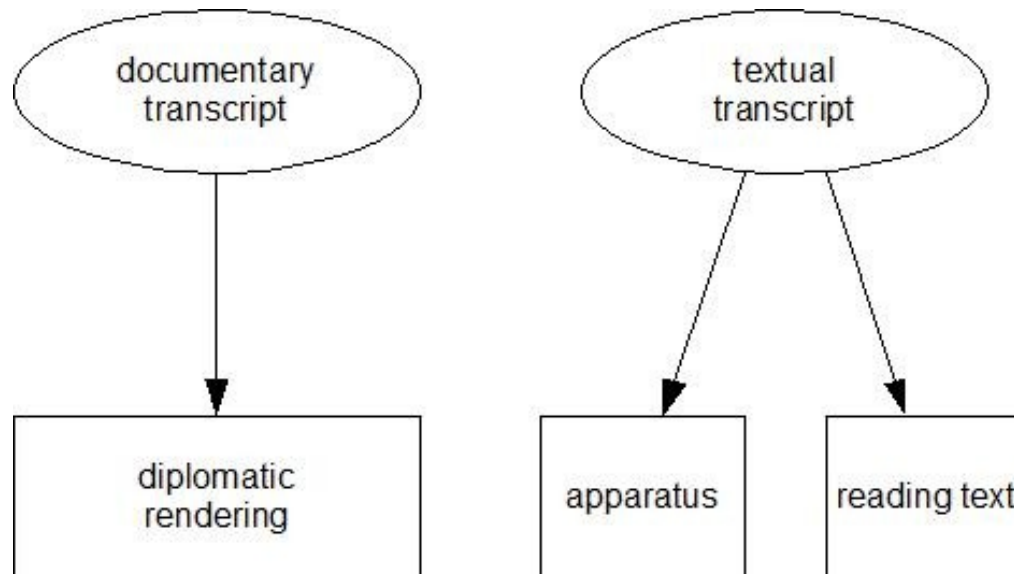 documentary
transcript
textual
transcript
diplomatic
rendering
apparatus
reading text